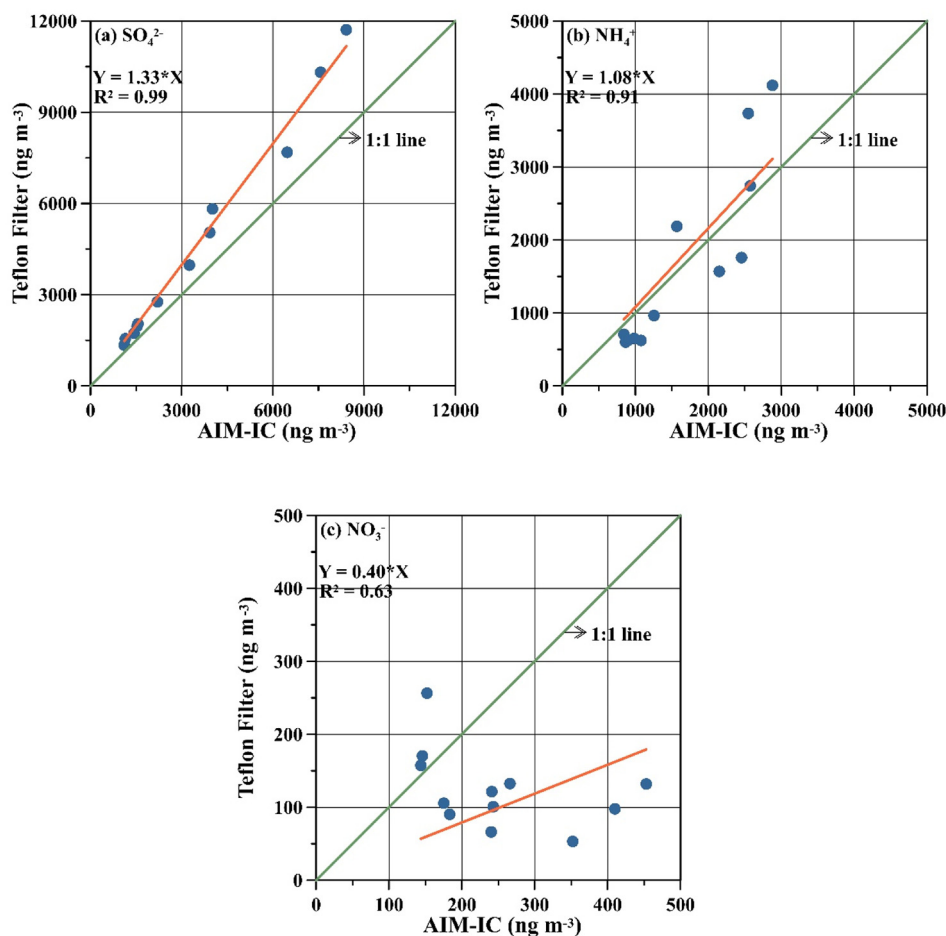 (a) SO₄²⁻
Y = 1.33*X
R² = 0.99
1:1 line
12000
9000
6000
3000
0
Teflon Filter (ng m⁻³)
0 3000 6000 9000 12000
AIM-IC (ng m⁻³)
(b) NH₄⁺
Y = 1.08*X
R² = 0.91
1:1 line
5000
4000
3000
2000
1000
0
Teflon Filter (ng m⁻³)
0 1000 2000 3000 4000 5000
AIM-IC (ng m⁻³)
(c) NO₃⁻
Y = 0.40*X
R² = 0.63
1:1 line
500
400
300
200
100
0
Teflon Filter (ng m⁻³)
0 100 200 300 400 500
AIM-IC (ng m⁻³)